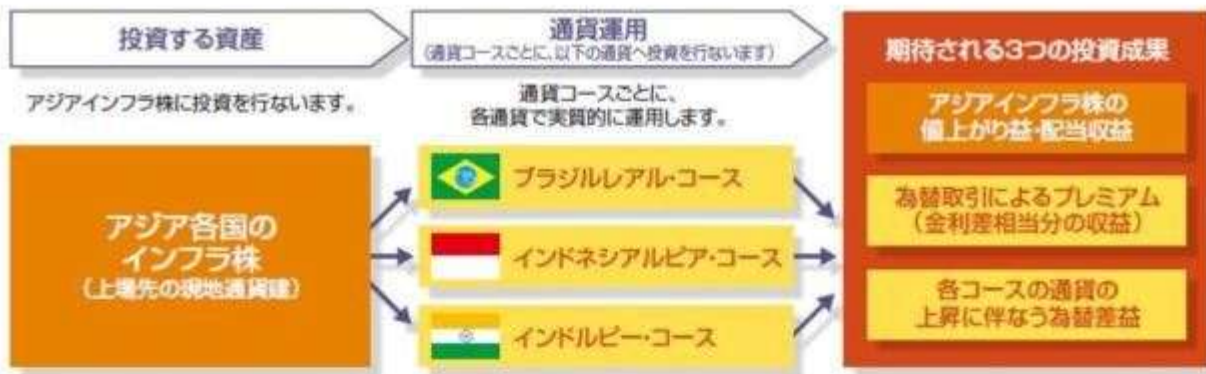 投資する資産
アジアインフラ株に投資を行ないます。
アジア各国の
インフラ株
（上場先の現地通貨建）
通貨運用
（通貨コースごとに、以下の通貨へ投資を行ないます）
通貨コースごとに、
各通貨で実質的に運用します。
ブラジルレアル・コース
インドネシアルピア・コース
インドルピー・コース
期待される3つの投資成果
アジアインフラ株の
値上がり益・配当収益
為替取引によるプレミアム
（金利差相当分の収益）
各コースの通貨の
上昇に伴なう為替差益